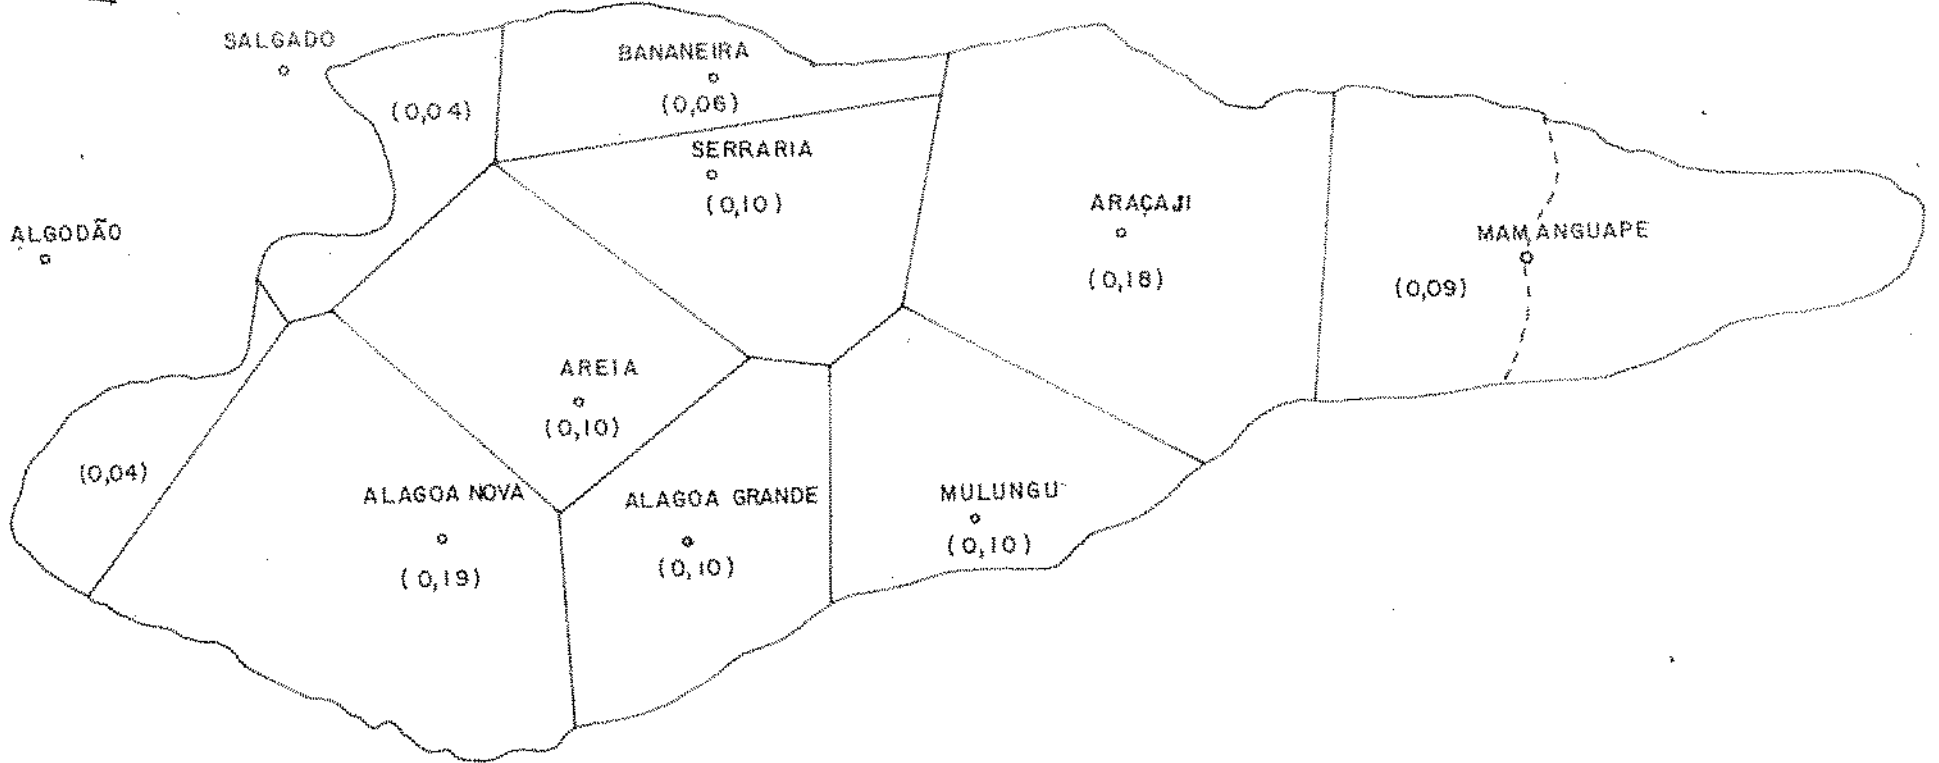 SALGADO
BANANEIRA
(0,06)
(0,04)
SERRARIA
(0,10)
ARAÇAJI
(0,18)
MAMANGUAPE
(0,09)
ALGODÃO
AREIA
(0,10)
(0,04)
ALAGOA NOVA
(0,19)
ALAGOA GRANDE
(0,10)
MULUNGU
(0,10)